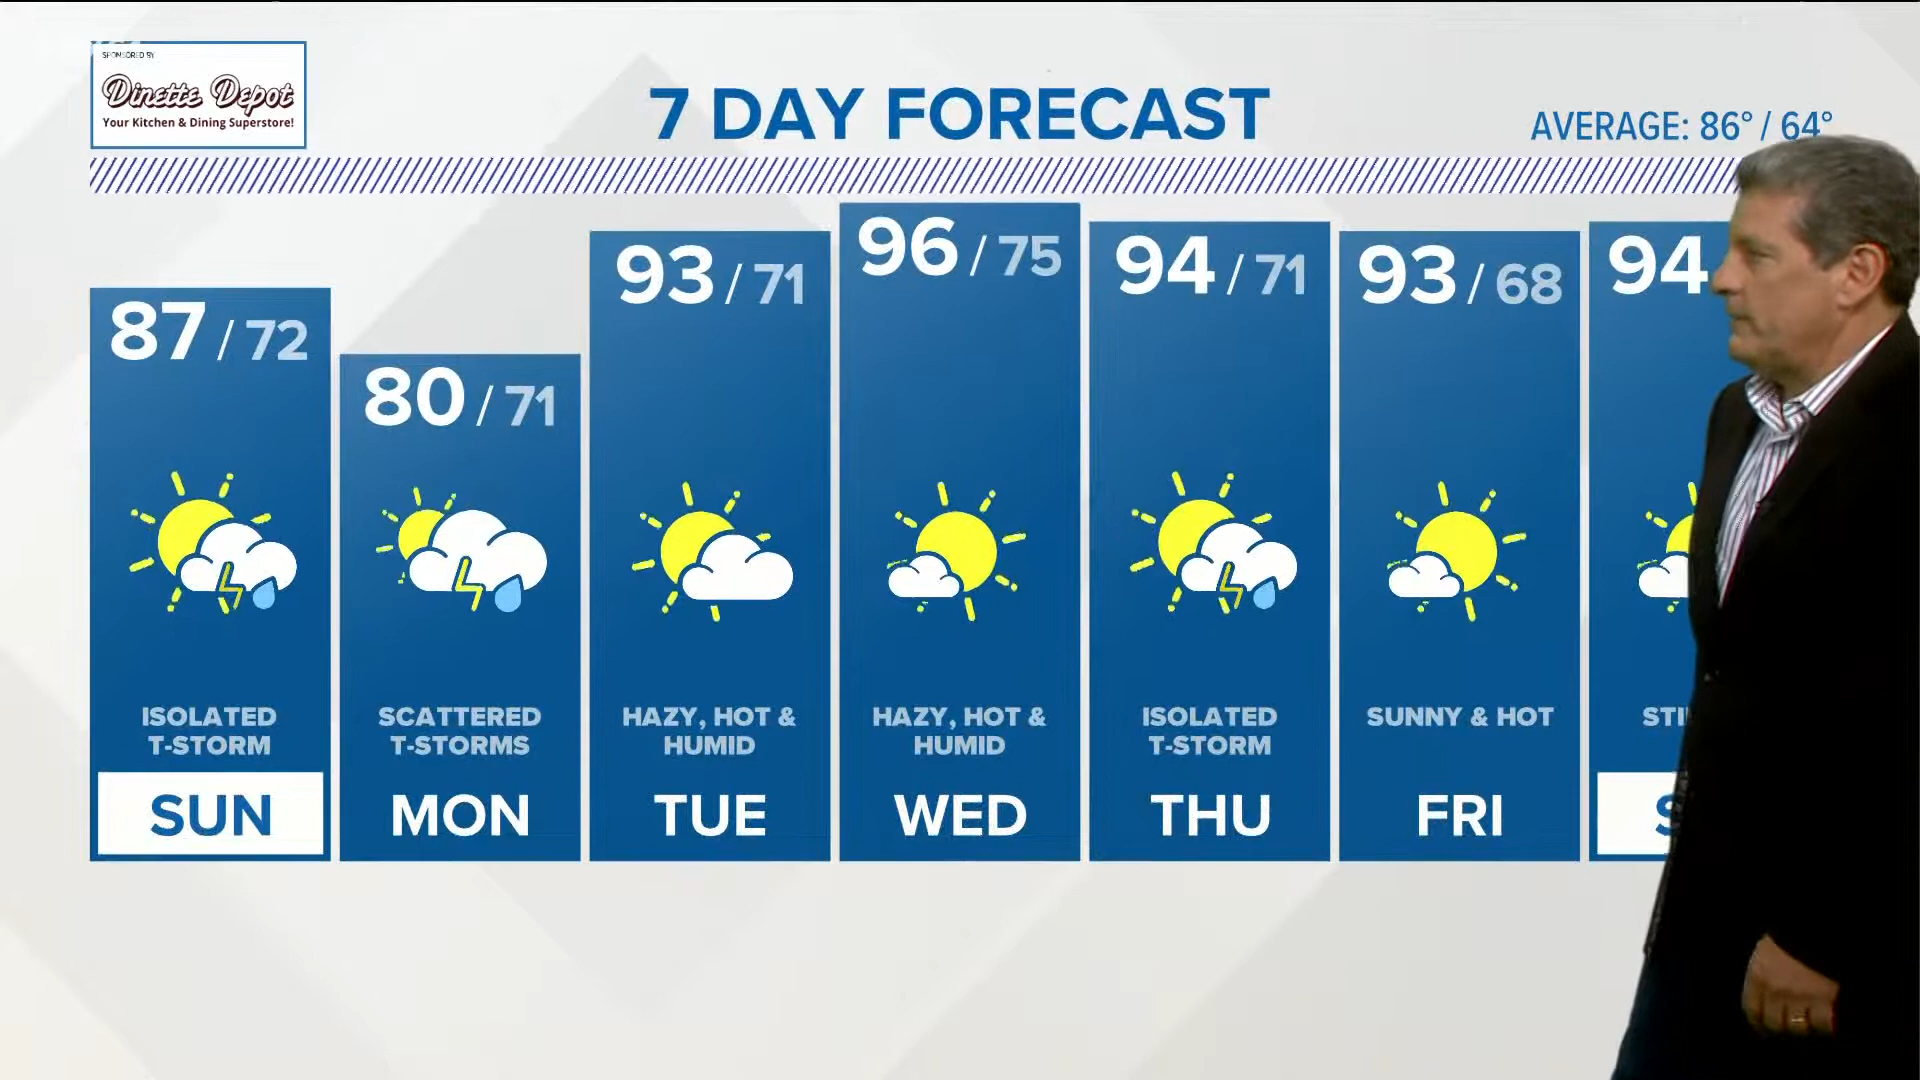 SPONSORED BY
Dinette Depot
Your Kitchen & Dining Superstore!
7 DAY FORECAST
AVERAGE: 86° / 64°
87 / 72
ISOLATED
T-STORM
SUN
80 / 71
SCATTERED
T-STORMS
MON
93 / 71
HAZY, HOT &
HUMID
TUE
96 / 75
HAZY, HOT &
HUMID
WED
94 / 71
ISOLATED
T-STORM
THU
93 / 68
SUNNY & HOT
FRI
94